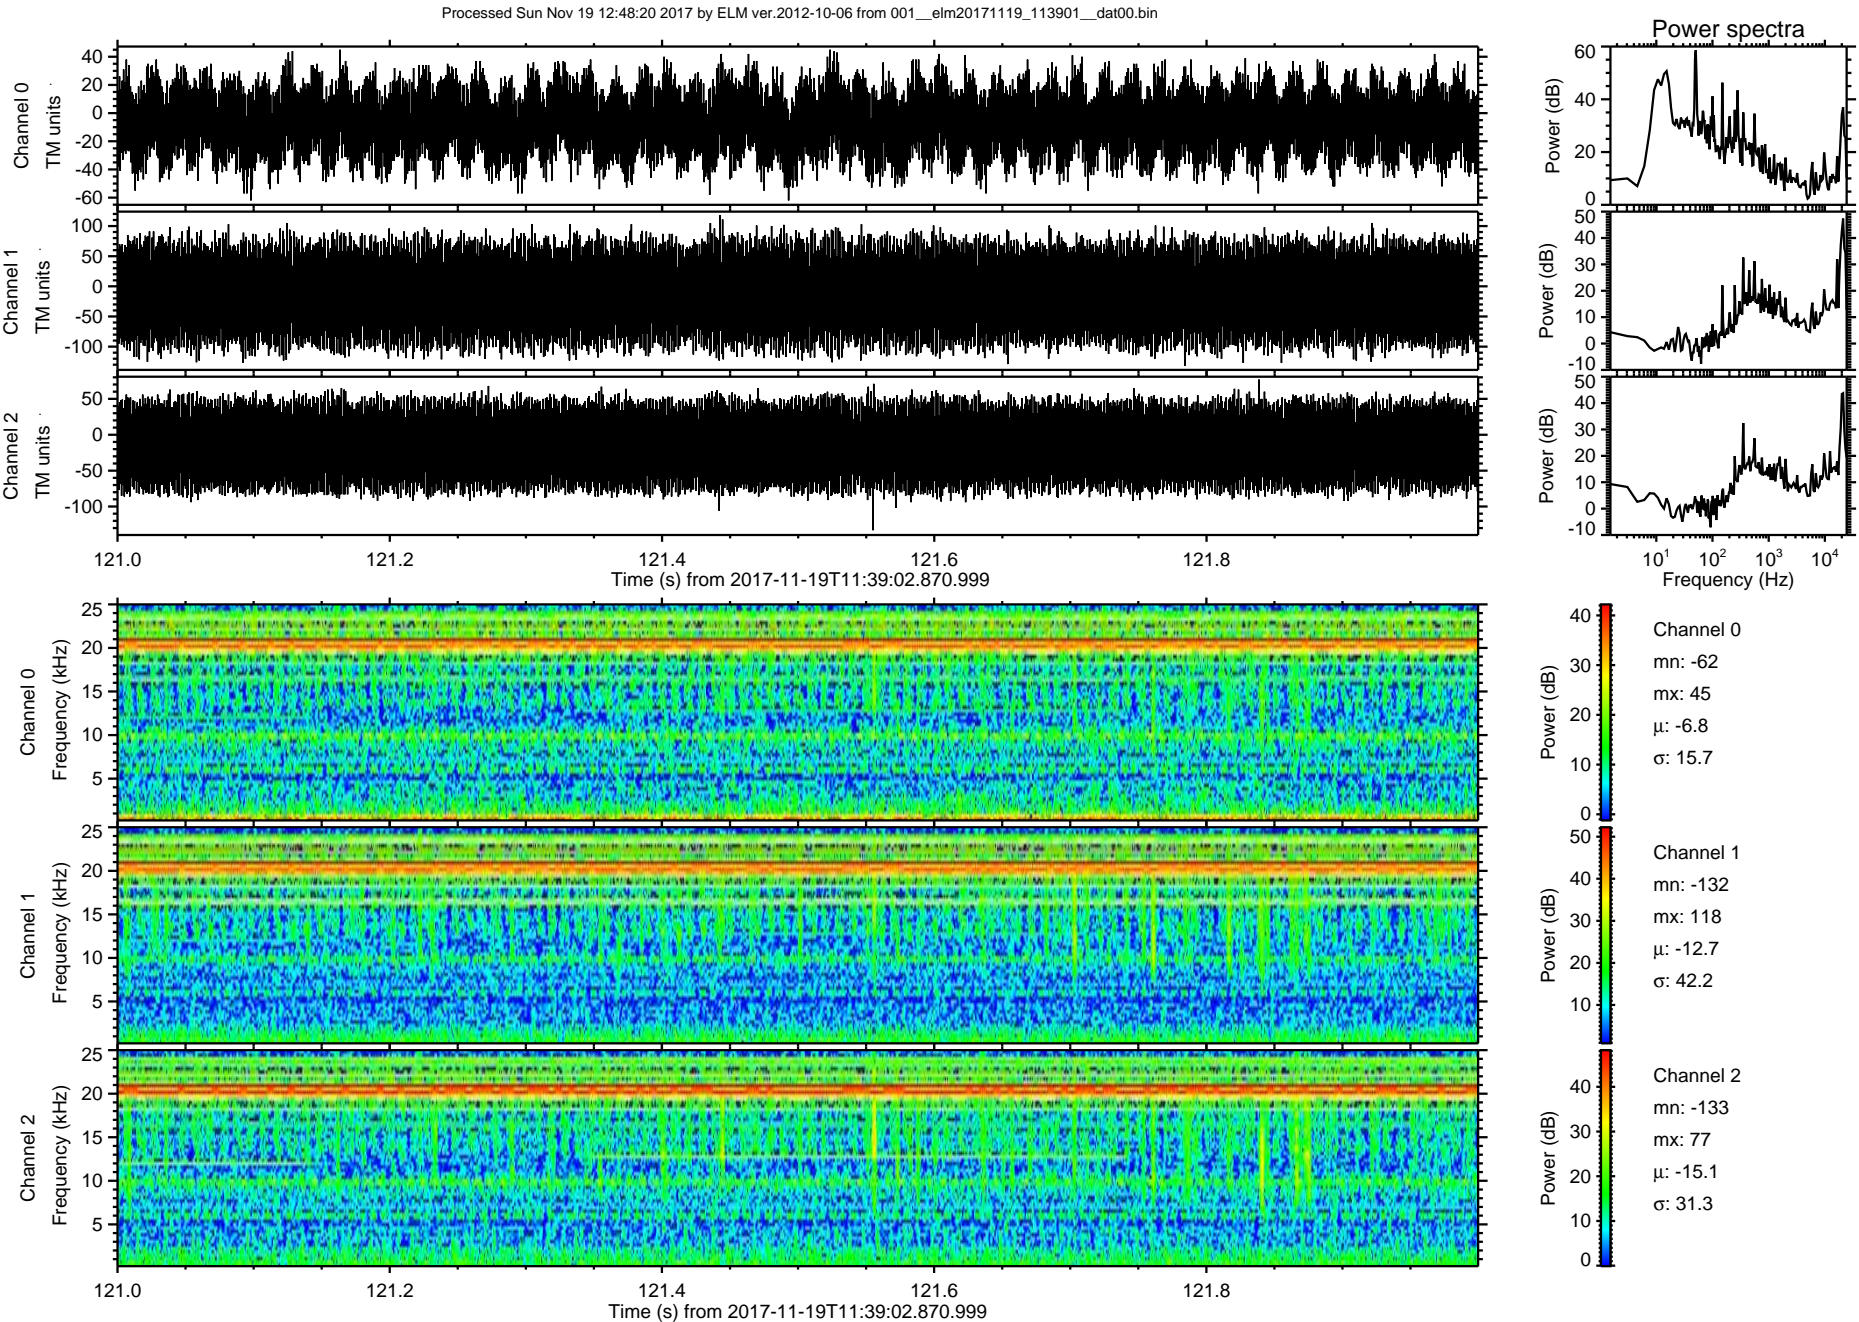 Processed Sun Nov 19 12:48:20 2017 by ELM ver.2012-10-06 from 001__elm20171119_113901__dat00.bin
Power spectra
Channel 0
TM units
40
20
0
-20
-40
-60
Power (dB)
60
40
20
0
Channel 1
TM units
100
50
0
-50
-100
Power (dB)
50
40
30
20
10
0
-10
Channel 2
TM units
50
0
-50
-100
Power (dB)
50
40
30
20
10
0
-10
121.0 121.2 121.4 121.6 121.8
Time (s) from 2017-11-19T11:39:02.870.999
10^1 10^2 10^3 10^4
Frequency (Hz)
Channel 0
Frequency (kHz)
25
20
15
10
5
Power (dB)
40
30
20
10
0
Channel 0
mn: -62
mx: 45
µ: -6.8
σ: 15.7
Channel 1
Frequency (kHz)
25
20
15
10
5
Power (dB)
50
40
30
20
10
Channel 1
mn: -132
mx: 118
µ: -12.7
σ: 42.2
Channel 2
Frequency (kHz)
25
20
15
10
5
Power (dB)
40
30
20
10
0
Channel 2
mn: -133
mx: 77
µ: -15.1
σ: 31.3
121.0 121.2 121.4 121.6 121.8
Time (s) from 2017-11-19T11:39:02.870.999